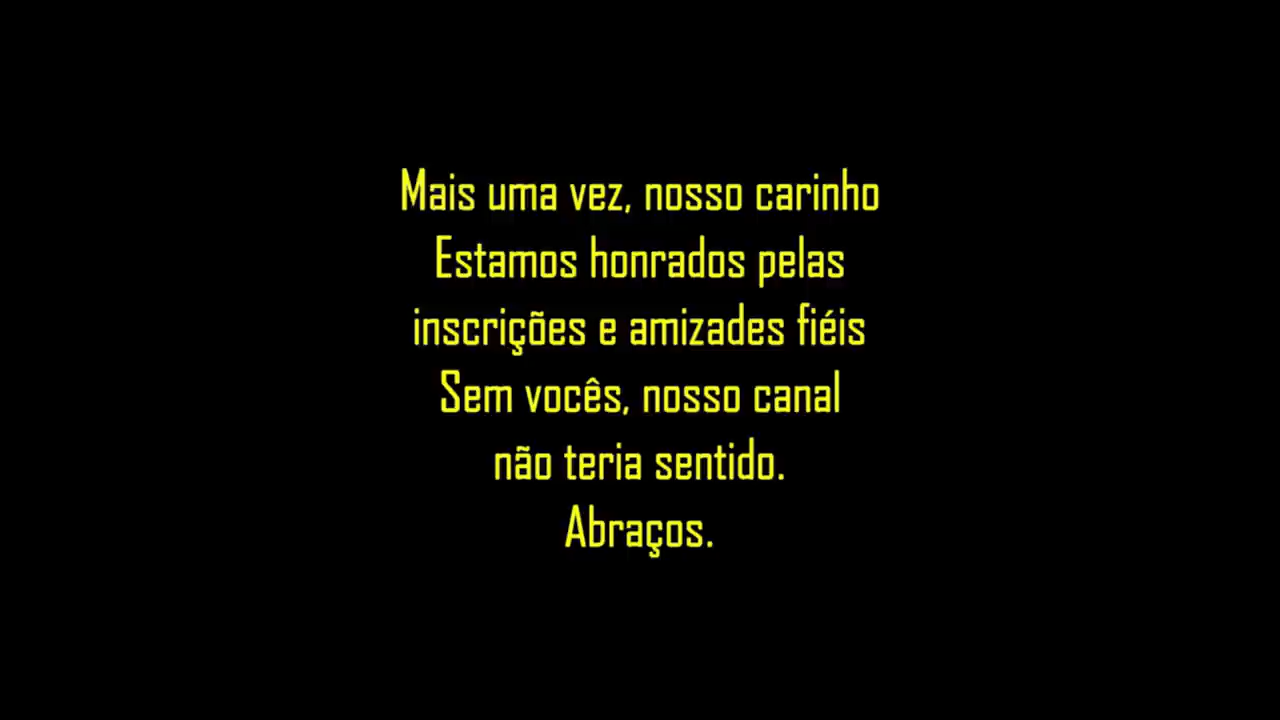 Mais uma vez, nosso carinho
Estamos honrados pelas
inscrições e amizades fiéis
Sem vocês, nosso canal
não teria sentido.
Abraços.